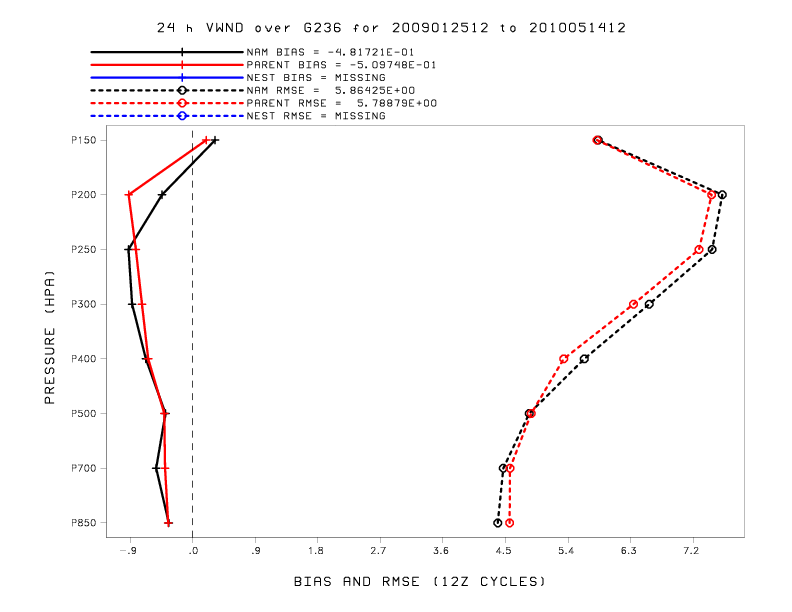 24 h VWND over G236 for 2009012512 to 2010051412
NAM BIAS = -4.81721E-01
PARENT BIAS = -5.09748E-01
NEST BIAS = MISSING
NAM RMSE = 5.86425E+00
PARENT RMSE = 5.78879E+00
NEST RMSE = MISSING
P150
P200
P250
P300
P400
P500
P700
P850
PRESSURE (HPA)
-.9 .0 .9 1.8 2.7 3.6 4.5 5.4 6.3 7.2
BIAS AND RMSE (12Z CYCLES)